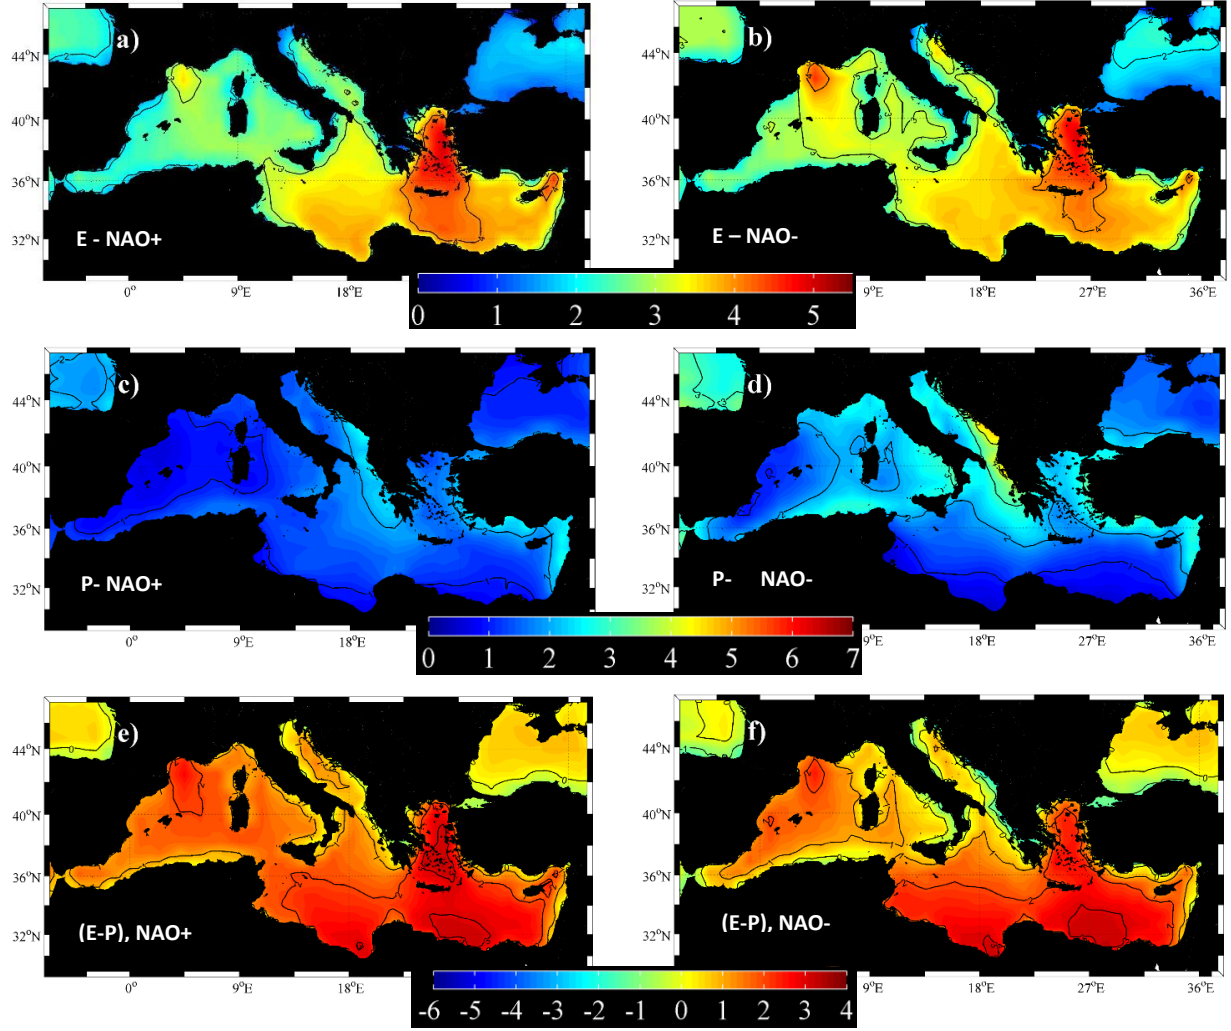 a)
44°N
40°N
36°N
32°N
E - NAO+
0°
9°E
18°E
b)
44°N
40°N
36°N
32°N
E – NAO-
9°E
18°E
27°E
36°E
0 1 2 3 4 5
c)
44°N
40°N
36°N
32°N
P- NAO+
0°
9°E
18°E
d)
44°N
40°N
36°N
32°N
P- NAO-
9°E
18°E
27°E
36°E
0 1 2 3 4 5 6 7
e)
44°N
40°N
36°N
32°N
(E-P), NAO+
0°
9°E
18°E
f)
44°N
40°N
36°N
32°N
(E-P), NAO-
9°E
18°E
27°E
36°E
-6 -5 -4 -3 -2 -1 0 1 2 3 4